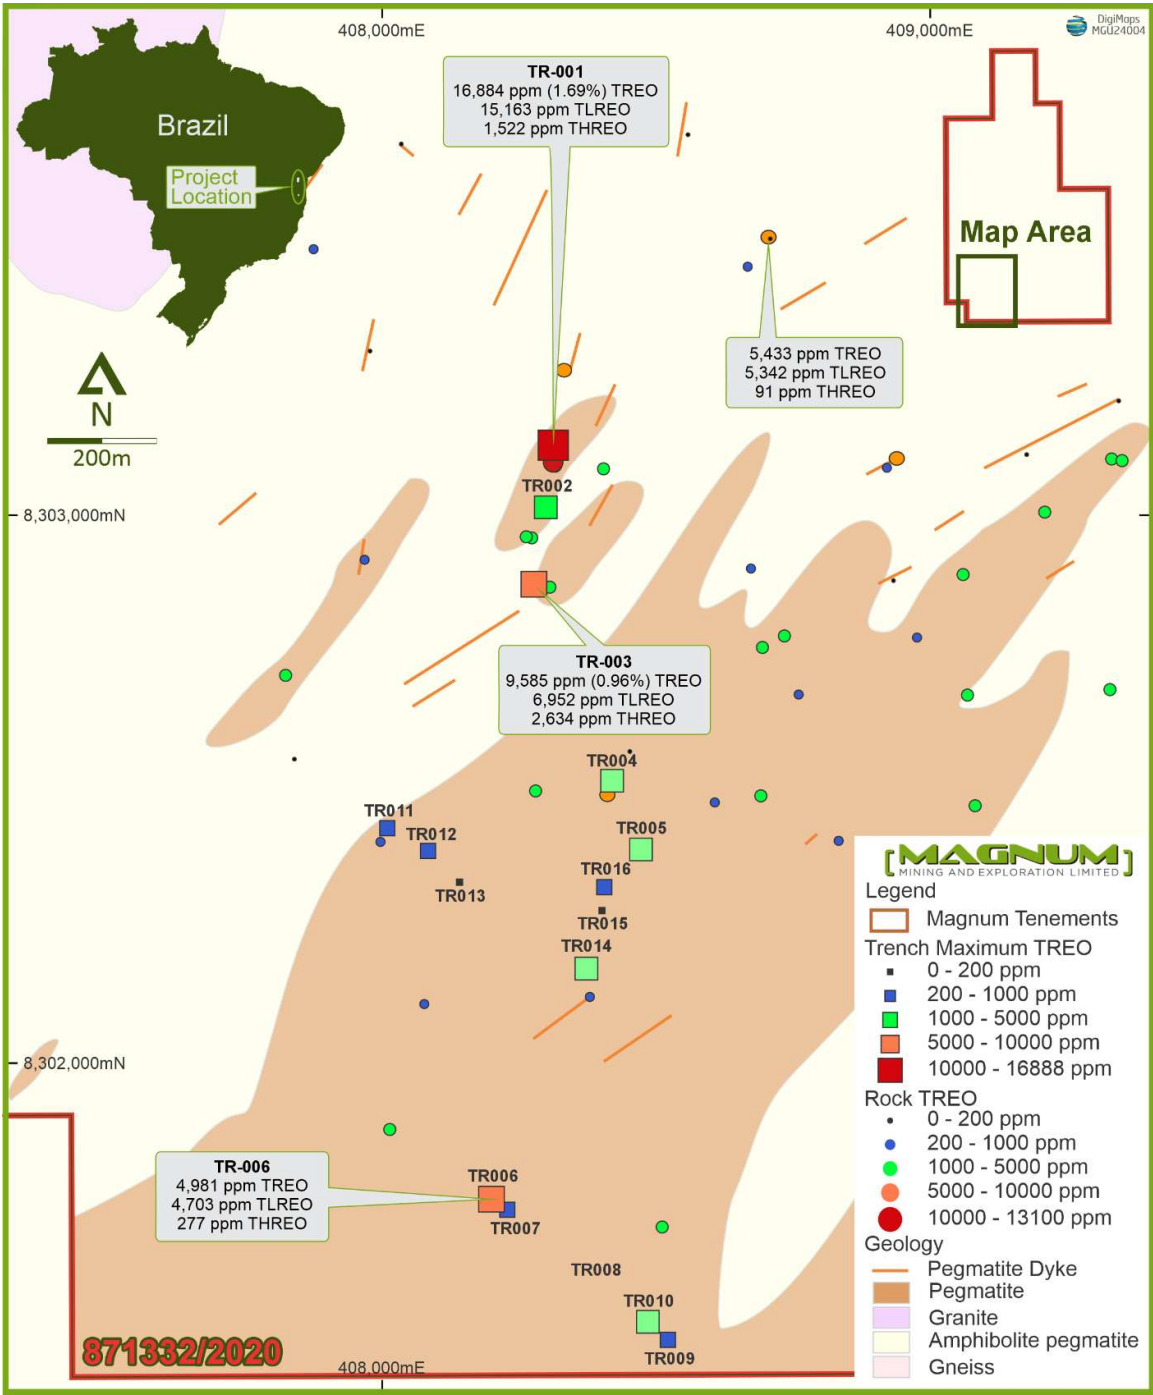 408,000mE
409,000mE
DigiMaps
MGU24004
TR-001
16,884 ppm (1.69%) TREO
15,163 ppm TLREO
1,522 ppm THREO
Brazil
Project
Location
Map Area
5,433 ppm TREO
5,342 ppm TLREO
91 ppm THREO
N
200m
TR002
8,303,000mN
TR-003
9,585 ppm (0.96%) TREO
6,952 ppm TLREO
2,634 ppm THREO
TR004
TR011
TR012
TR005
TR016
TR013
TR015
TR014
8,302,000mN
TR-006
4,981 ppm TREO
4,703 ppm TLREO
277 ppm THREO
TR006
TR007
TR008
TR010
TR009
871332/2020
408,000mE
[MAGNUM]
MINING AND EXPLORATION LIMITED
Legend
Magnum Tenements
Trench Maximum TREO
0 - 200 ppm
200 - 1000 ppm
1000 - 5000 ppm
5000 - 10000 ppm
10000 - 16888 ppm
Rock TREO
0 - 200 ppm
200 - 1000 ppm
1000 - 5000 ppm
5000 - 10000 ppm
10000 - 13100 ppm
Geology
Pegmatite Dyke
Pegmatite
Granite
Amphibolite pegmatite
Gneiss